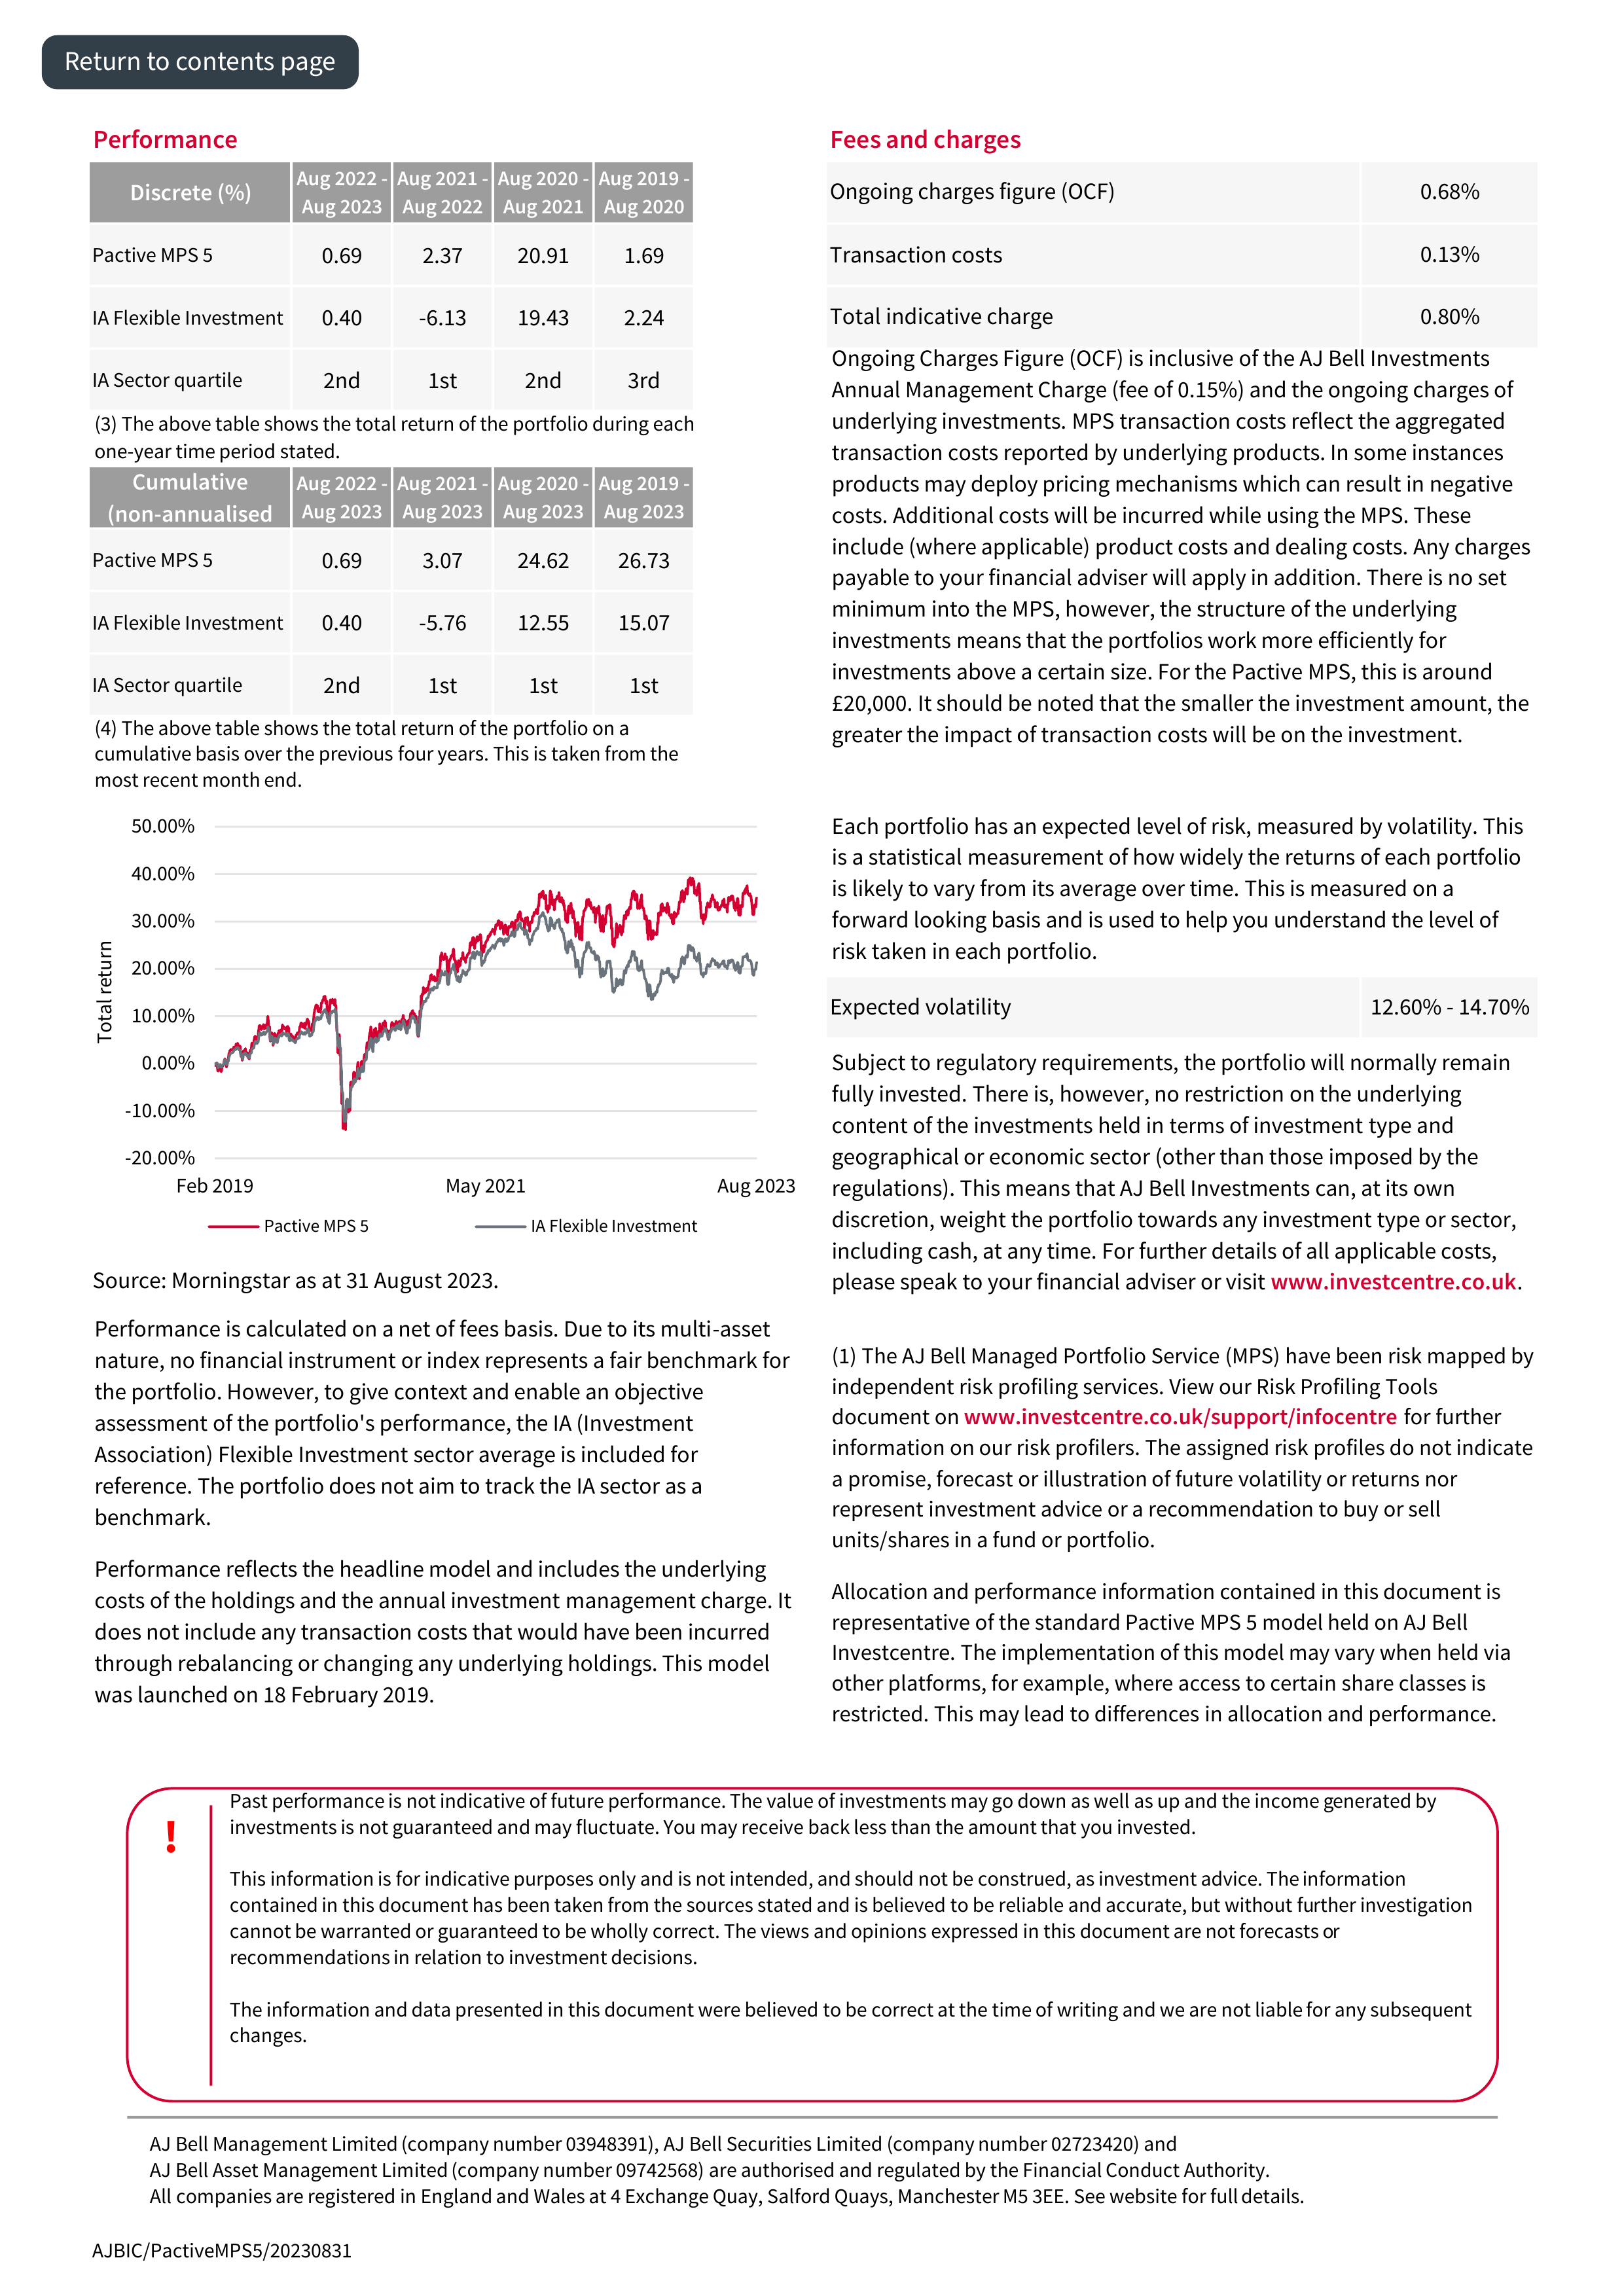 Return to contents page
Performance
Discrete (%) Aug 2022 - Aug 2023 Aug 2021 - Aug 2022 Aug 2020 - Aug 2021 Aug 2019 - Aug 2020
Pactive MPS 5 0.69 2.37 20.91 1.69
IA Flexible Investment 0.40 -6.13 19.43 2.24
IA Sector quartile 2nd 1st 2nd 3rd
(3) The above table shows the total return of the portfolio during each
one-year time period stated.
Cumulative (non-annualised Aug 2022 - Aug 2023 Aug 2021 - Aug 2023 Aug 2020 - Aug 2023 Aug 2019 - Aug 2023
Pactive MPS 5 0.69 3.07 24.62 26.73
IA Flexible Investment 0.40 -5.76 12.55 15.07
IA Sector quartile 2nd 1st 1st 1st
(4) The above table shows the total return of the portfolio on a
cumulative basis over the previous four years. This is taken from the
most recent month end.
Total return
50.00%
40.00%
30.00%
20.00%
10.00%
0.00%
-10.00%
-20.00%
Feb 2019 May 2021 Aug 2023
Pactive MPS 5 IA Flexible Investment
Source: Morningstar as at 31 August 2023.
Performance is calculated on a net of fees basis. Due to its multi-asset
nature, no financial instrument or index represents a fair benchmark for
the portfolio. However, to give context and enable an objective
assessment of the portfolio's performance, the IA (Investment
Association) Flexible Investment sector average is included for
reference. The portfolio does not aim to track the IA sector as a
benchmark.
Performance reflects the headline model and includes the underlying
costs of the holdings and the annual investment management charge. It
does not include any transaction costs that would have been incurred
through rebalancing or changing any underlying holdings. This model
was launched on 18 February 2019.
Fees and charges
Ongoing charges figure (OCF) 0.68%
Transaction costs 0.13%
Total indicative charge 0.80%
Ongoing Charges Figure (OCF) is inclusive of the AJ Bell Investments
Annual Management Charge (fee of 0.15%) and the ongoing charges of
underlying investments. MPS transaction costs reflect the aggregated
transaction costs reported by underlying products. In some instances
products may deploy pricing mechanisms which can result in negative
costs. Additional costs will be incurred while using the MPS. These
include (where applicable) product costs and dealing costs. Any charges
payable to your financial adviser will apply in addition. There is no set
minimum into the MPS, however, the structure of the underlying
investments means that the portfolios work more efficiently for
investments above a certain size. For the Pactive MPS, this is around
£20,000. It should be noted that the smaller the investment amount, the
greater the impact of transaction costs will be on the investment.
Each portfolio has an expected level of risk, measured by volatility. This
is a statistical measurement of how widely the returns of each portfolio
is likely to vary from its average over time. This is measured on a
forward looking basis and is used to help you understand the level of
risk taken in each portfolio.
Expected volatility 12.60% - 14.70%
Subject to regulatory requirements, the portfolio will normally remain
fully invested. There is, however, no restriction on the underlying
content of the investments held in terms of investment type and
geographical or economic sector (other than those imposed by the
regulations). This means that AJ Bell Investments can, at its own
discretion, weight the portfolio towards any investment type or sector,
including cash, at any time. For further details of all applicable costs,
please speak to your financial adviser or visit www.investcentre.co.uk.
(1) The AJ Bell Managed Portfolio Service (MPS) have been risk mapped by
independent risk profiling services. View our Risk Profiling Tools
document on www.investcentre.co.uk/support/infocentre for further
information on our risk profilers. The assigned risk profiles do not indicate
a promise, forecast or illustration of future volatility or returns nor
represent investment advice or a recommendation to buy or sell
units/shares in a fund or portfolio.
Allocation and performance information contained in this document is
representative of the standard Pactive MPS 5 model held on AJ Bell
Investcentre. The implementation of this model may vary when held via
other platforms, for example, where access to certain share classes is
restricted. This may lead to differences in allocation and performance.
!
Past performance is not indicative of future performance. The value of investments may go down as well as up and the income generated by
investments is not guaranteed and may fluctuate. You may receive back less than the amount that you invested.
This information is for indicative purposes only and is not intended, and should not be construed, as investment advice. The information
contained in this document has been taken from the sources stated and is believed to be reliable and accurate, but without further investigation
cannot be warranted or guaranteed to be wholly correct. The views and opinions expressed in this document are not forecasts or
recommendations in relation to investment decisions.
The information and data presented in this document were believed to be correct at the time of writing and we are not liable for any subsequent
changes.
AJ Bell Management Limited (company number 03948391), AJ Bell Securities Limited (company number 02723420) and
AJ Bell Asset Management Limited (company number 09742568) are authorised and regulated by the Financial Conduct Authority.
All companies are registered in England and Wales at 4 Exchange Quay, Salford Quays, Manchester M5 3EE. See website for full details.
AJBIC/PactiveMPS5/20230831